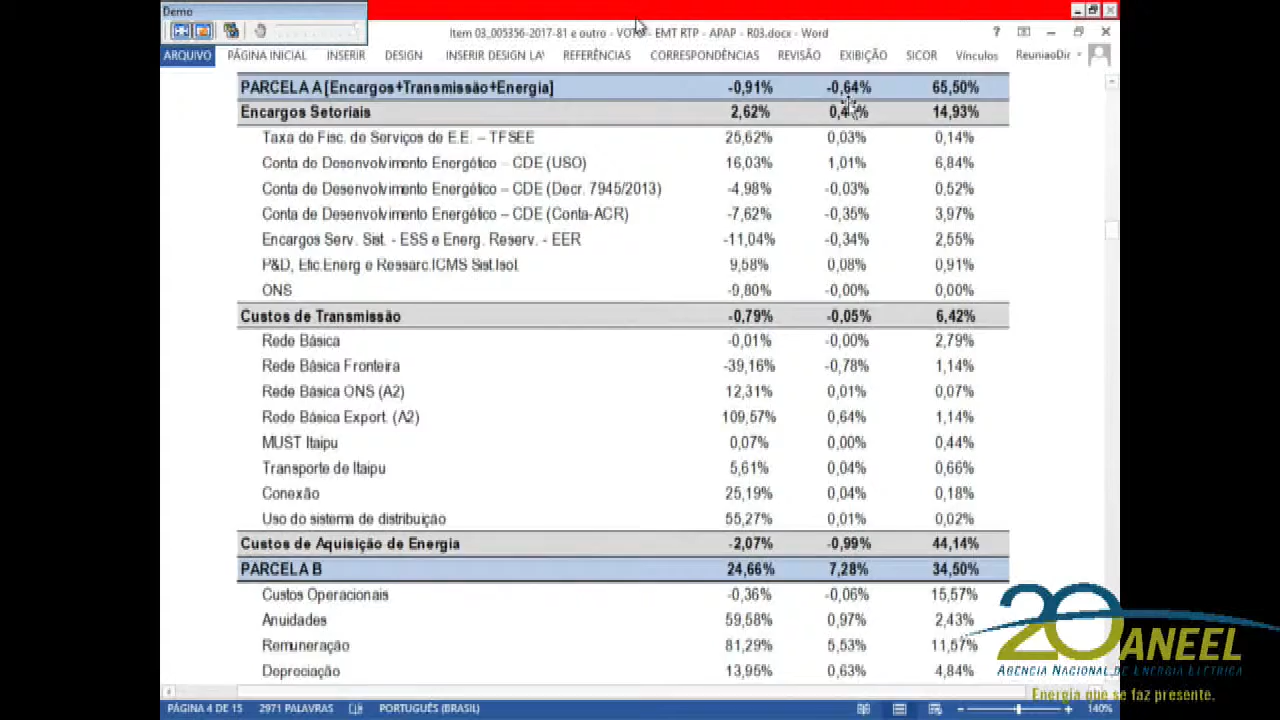 Demo
Item 03_005356-2017-81 e outro - VOTO - EMT RTP - APAP - R03.docx - Word
ARQUIVO PÁGINA INICIAL INSERIR DESIGN INSERIR DESIGN LA' REFERÊNCIAS CORRESPONDÊNCIAS REVISÃO EXIBIÇÃO SICOR Vínculos ReuniaoDir
PARCELA A [Encargos+Transmissão+Energia] -0,91% -0,64% 65,50%
Encargos Setoriais 2,62% 14,93%
Taxa de Fisc. de Serviços de E.E. – TFSEE 25,62% 0,03% 0,14%
Conta de Desenvolvimento Energético – CDE (USO) 16,03% 1,01% 6,84%
Conta de Desenvolvimento Energético – CDE (Decr. 7945/2013) -4,98% -0,03% 0,52%
Conta de Desenvolvimento Energético – CDE (Conta-ACR) -7,62% -0,35% 3,97%
Encargos Serv. Sist. - ESS e Energ. Reserv. - EER -11,04% -0,34% 2,55%
P&D, Efic.Energ e Ressarc.ICMS Sist.Isol. 9,58% 0,08% 0,91%
ONS -9,80% -0,00% 0,00%
Custos de Transmissão -0,79% -0,05% 6,42%
Rede Básica -0,01% -0,00% 2,79%
Rede Básica Fronteira -39,16% -0,78% 1,14%
Rede Básica ONS (A2) 12,31% 0,01% 0,07%
Rede Básica Export. (A2) 109,57% 0,64% 1,14%
MUST Itaipu 0,07% 0,00% 0,44%
Transporte de Itaipu 5,61% 0,04% 0,66%
Conexão 25,19% 0,04% 0,18%
Uso do sistema de distribuição 55,27% 0,01% 0,02%
Custos de Aquisição de Energia -2,07% -0,99% 44,14%
PARCELA B 24,66% 7,28% 34,50%
Custos Operacionais -0,36% -0,06% 15,57%
Anuidades 59,58% 0,97% 2,43%
Remuneração 81,29% 5,53% 11,57%
Depreciação 13,95% 0,63% 4,84%
20 ANEEL
AGÊNCIA NACIONAL DE ENERGIA ELÉTRICA
Energia que se faz presente.
PÁGINA 4 DE 15 2971 PALAVRAS PORTUGUÊS (BRASIL) 140%